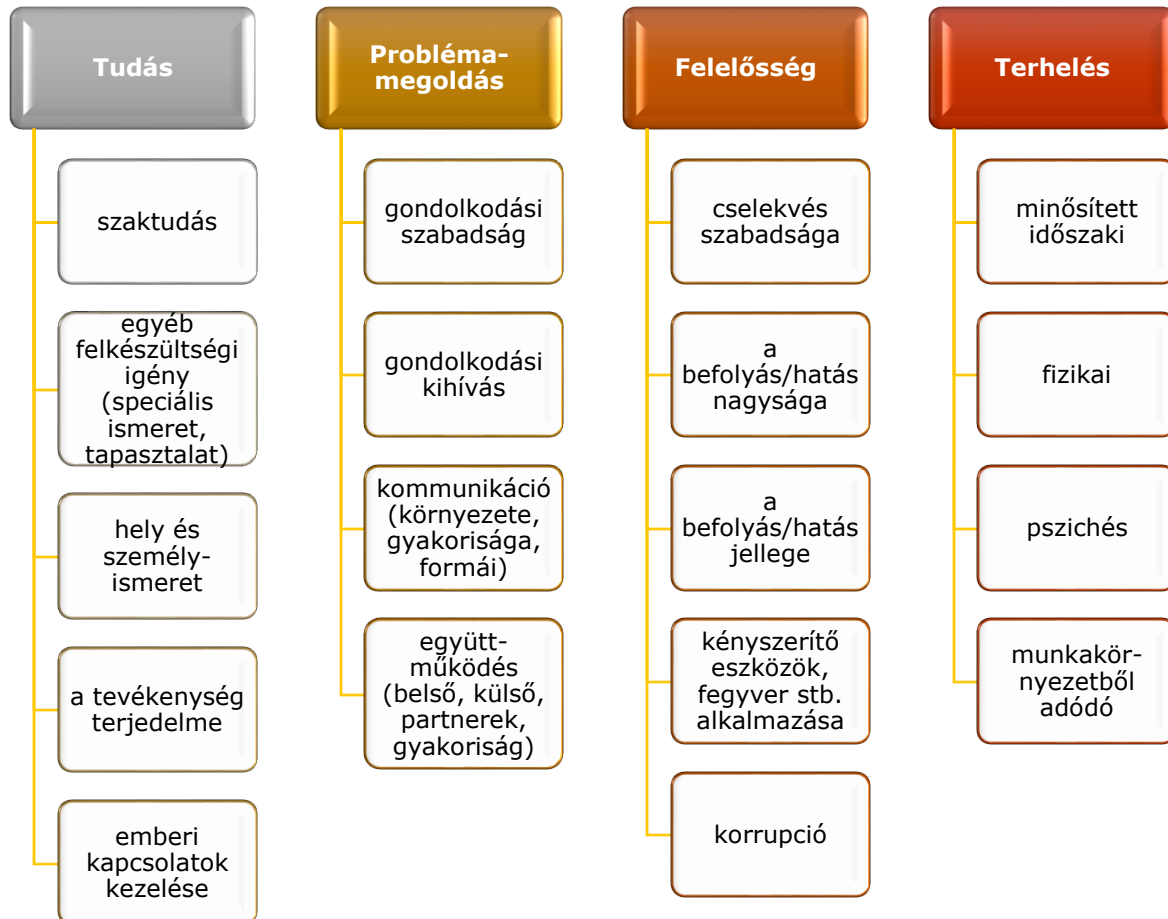 Tudás
szaktudás
egyéb
felkészültségi
igény
(speciális
ismeret,
tapasztalat)
hely és
személy-
ismeret
a tevékenység
terjedelme
emberi
kapcsolatok
kezelése
Probléma-
megoldás
gondolkodási
szabadság
gondolkodási
kihívás
kommunikáció
(környezete,
gyakorisága,
formái)
együtt-
működés
(belső, külső,
partnerek,
gyakoriság)
Felelősség
cselekvés
szabadsága
a
befolyás/hatás
nagysága
a
befolyás/hatás
jellege
kényszerítő
eszközök,
fegyver stb.
alkalmazása
korrupció
Terhelés
minősített
időszaki
fizikai
pszichés
munkakör-
nyezetből
adódó